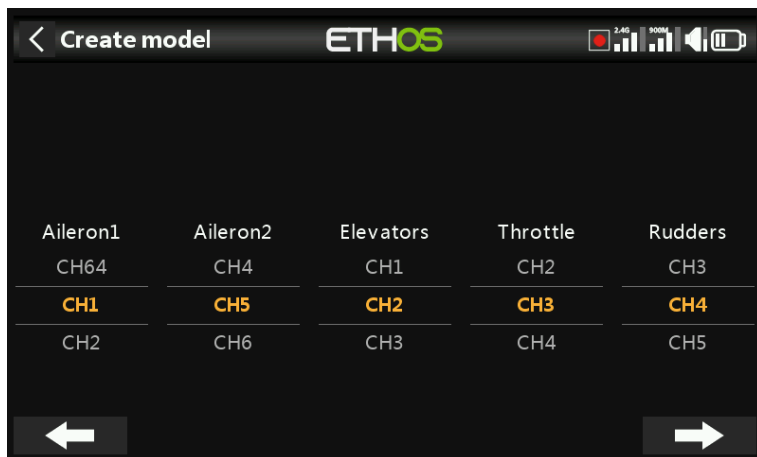 Create model ETHOS 2.4G 900M
Aileron1 Aileron2 Elevators Throttle Rudders
CH64 CH4 CH1 CH2 CH3
CH1 CH5 CH2 CH3 CH4
CH2 CH6 CH3 CH4 CH5